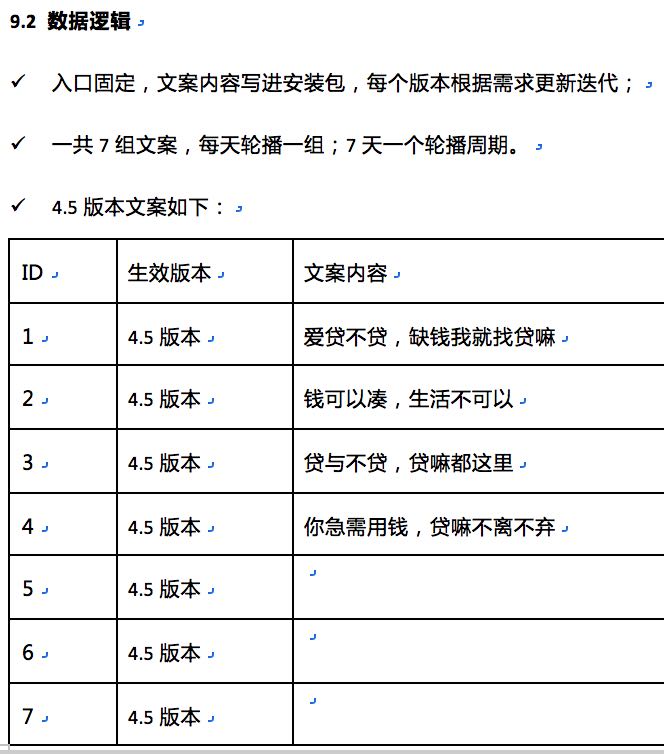 9.2 数据逻辑
✓ 入口固定，文案内容写进安装包，每个版本根据需求更新迭代；
✓ 一共 7 组文案，每天轮播一组；7 天一个轮播周期。
✓ 4.5 版本文案如下：
ID 生效版本 文案内容
1 4.5 版本 爱贷不贷，缺钱我就找贷嘛
2 4.5 版本 钱可以凑，生活不可以
3 4.5 版本 贷与不贷，贷嘛都这里
4 4.5 版本 你急需用钱，贷嘛不离不弃
5 4.5 版本
6 4.5 版本
7 4.5 版本